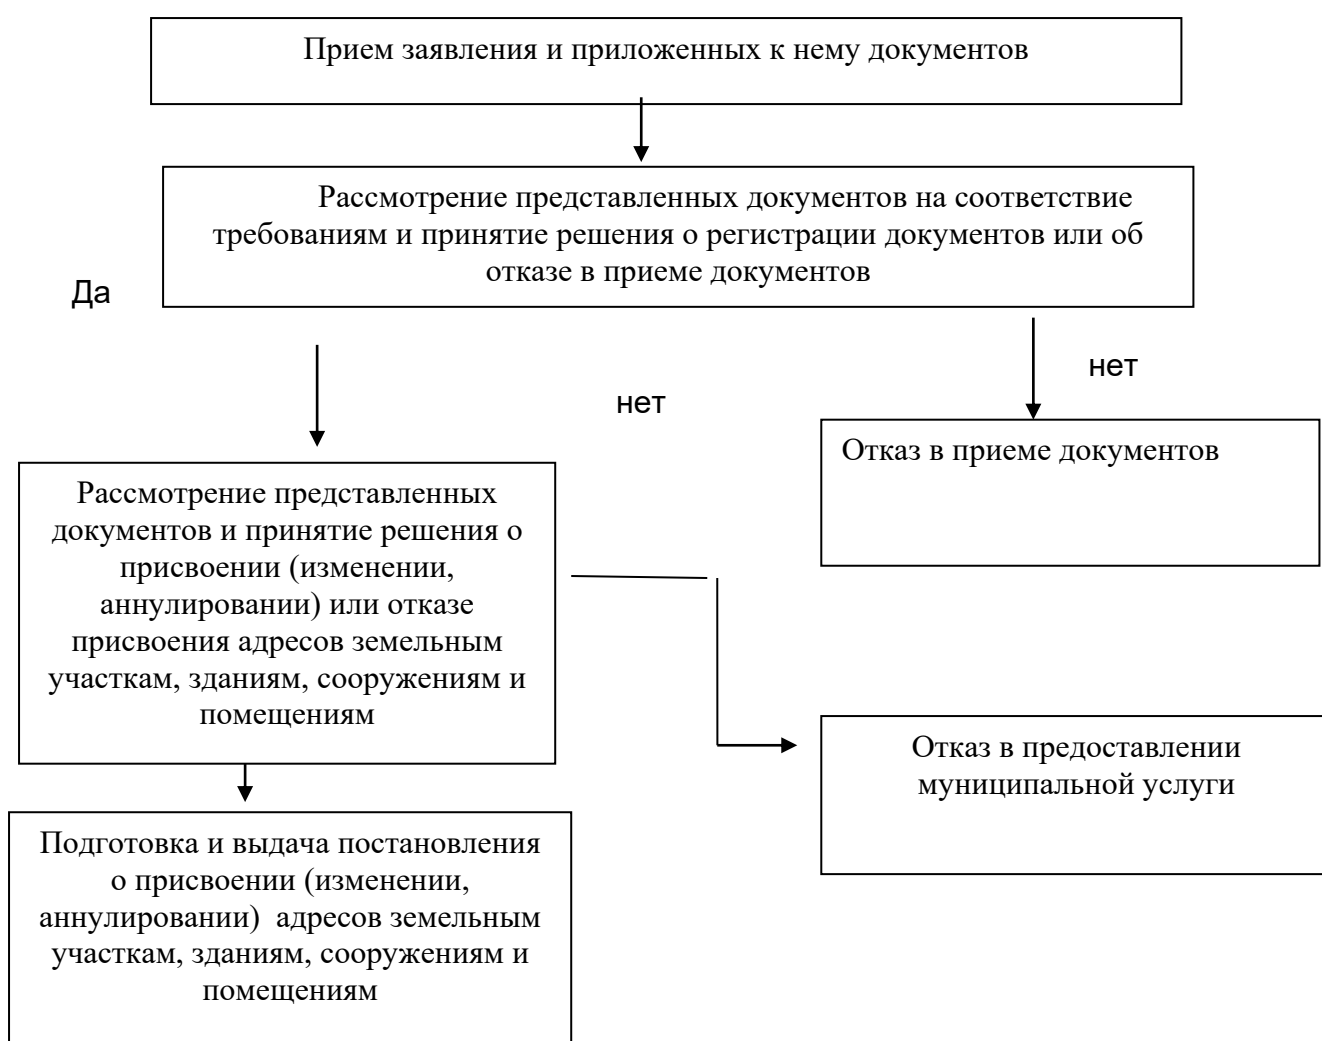 Прием заявления и приложенных к нему документов
Рассмотрение представленных документов на соответствие
требованиям и принятие решения о регистрации документов или об
отказе в приеме документов
Да
нет
нет
Отказ в приеме документов
Рассмотрение представленных
документов и принятие решения о
присвоении (изменении,
аннулировании) или отказе
присвоения адресов земельным
участкам, зданиям, сооружениям и
помещениям
Отказ в предоставлении
муниципальной услуги
Подготовка и выдача постановления
о присвоении (изменении,
аннулировании)  адресов земельным
участкам, зданиям, сооружениям и
помещениям